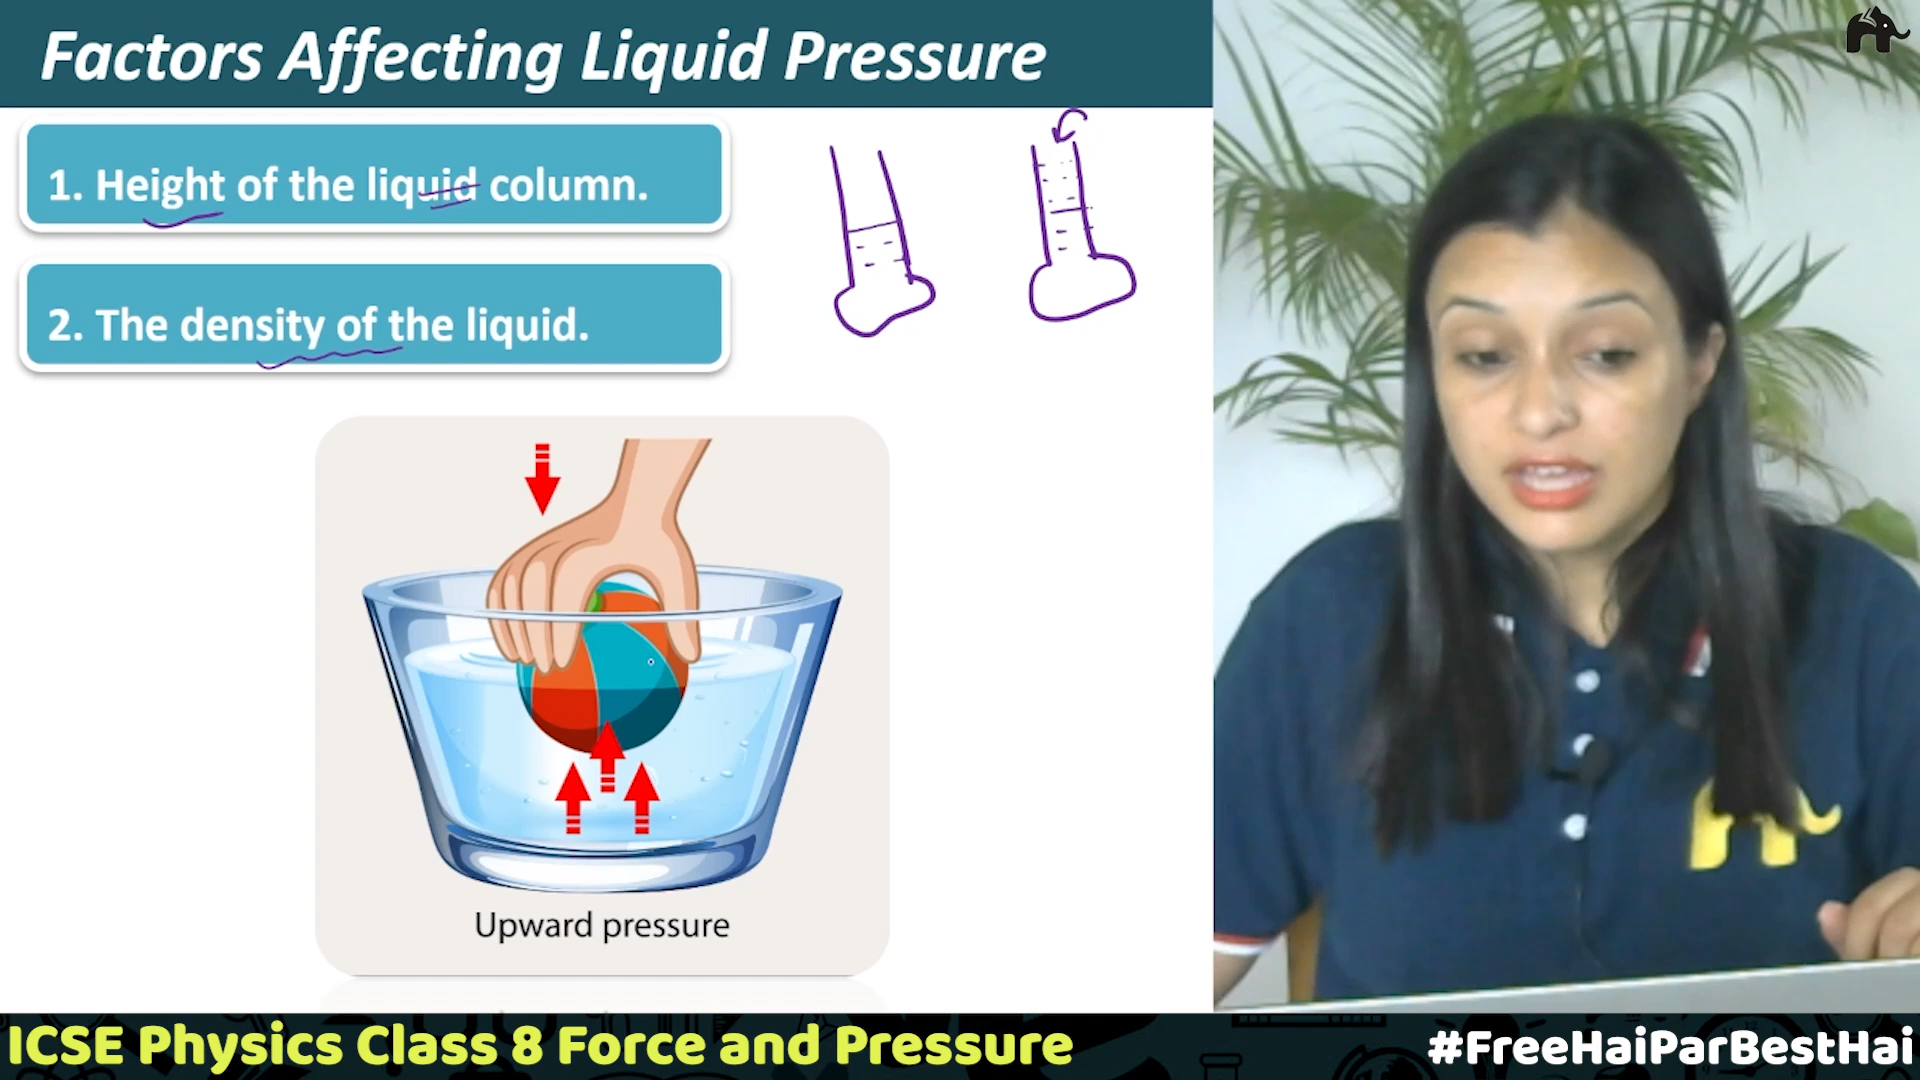 Factors Affecting Liquid Pressure
1. Height of the liquid column.
2. The density of the liquid.
Upward pressure
ICSE Physics Class 8 Force and Pressure
#FreeHaiParBestHai